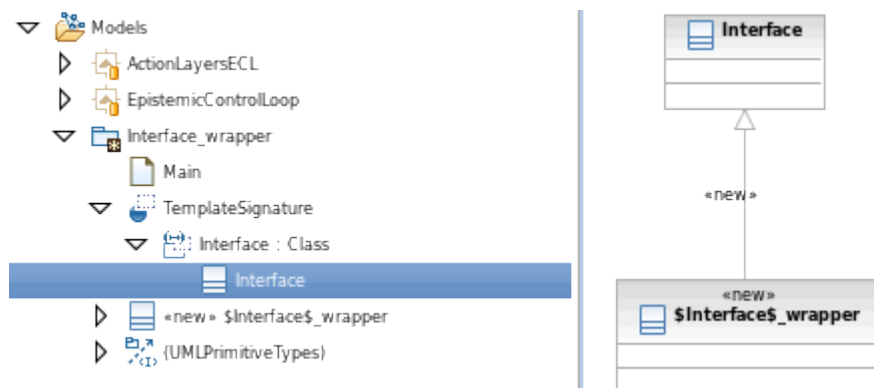 Models
ActionLayersECL
EpistemicControlLoop
Interface_wrapper
Main
TemplateSignature
Interface : Class
Interface
«new» $Interface$_wrapper
{UMLPrimitiveTypes}
Interface
«new»
«new»
$Interface$_wrapper